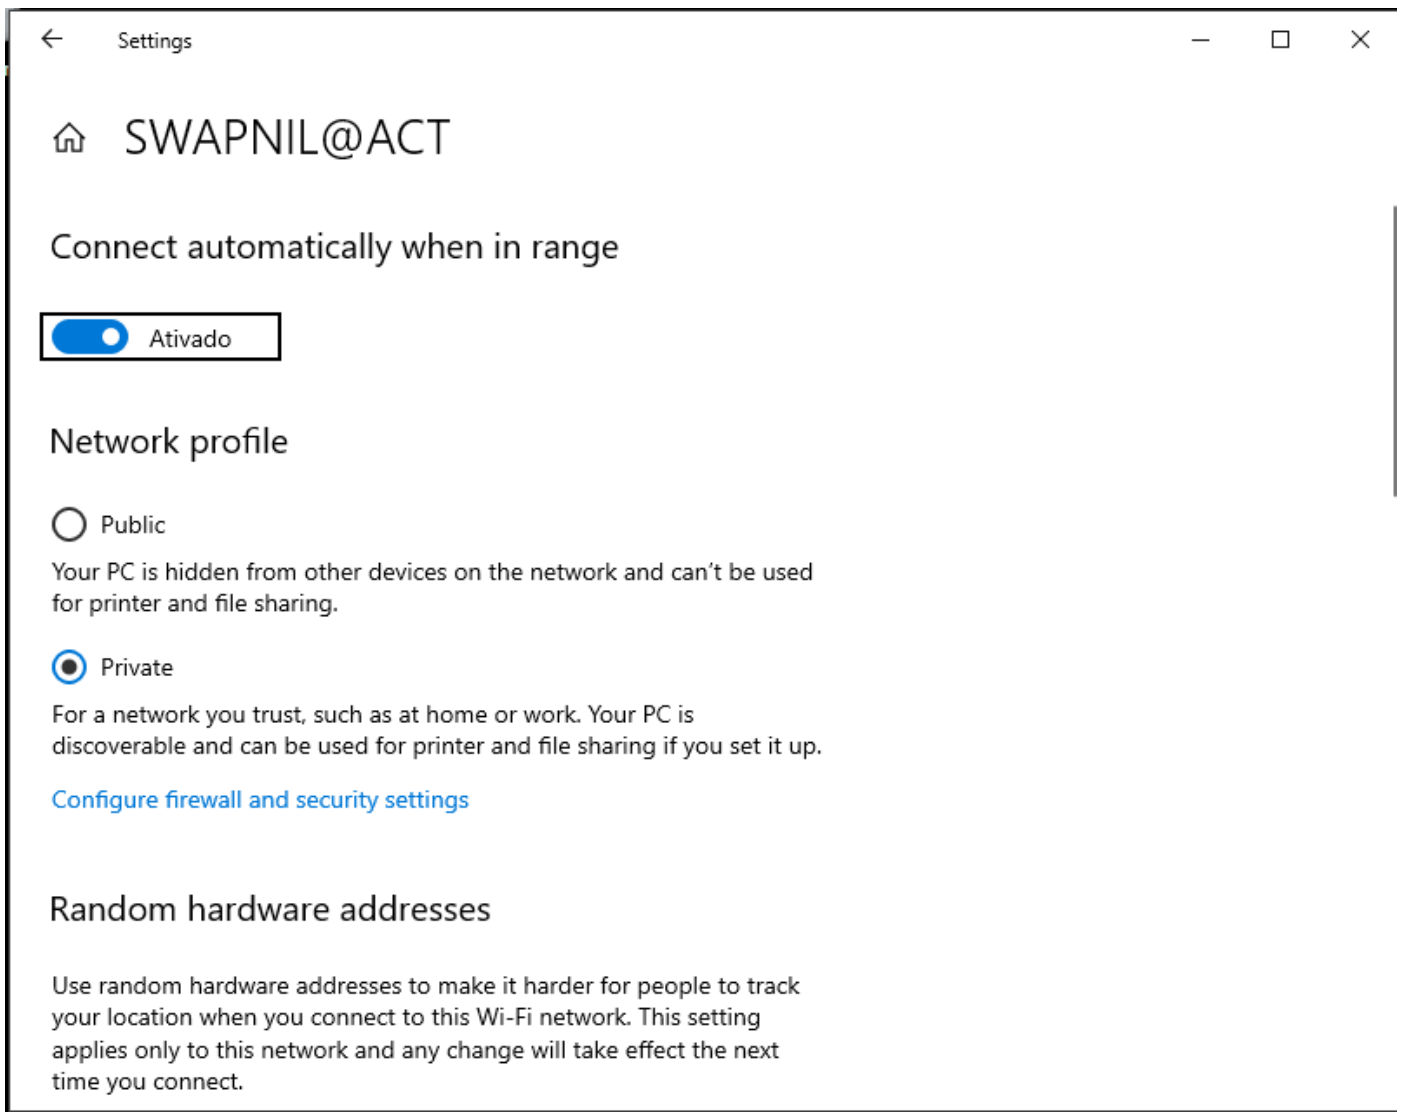 Settings
SWAPNIL@ACT
Connect automatically when in range
Ativado
Network profile
Public
Your PC is hidden from other devices on the network and can't be used
for printer and file sharing.
Private
For a network you trust, such as at home or work. Your PC is
discoverable and can be used for printer and file sharing if you set it up.
Configure firewall and security settings
Random hardware addresses
Use random hardware addresses to make it harder for people to track
your location when you connect to this Wi-Fi network. This setting
applies only to this network and any change will take effect the next
time you connect.